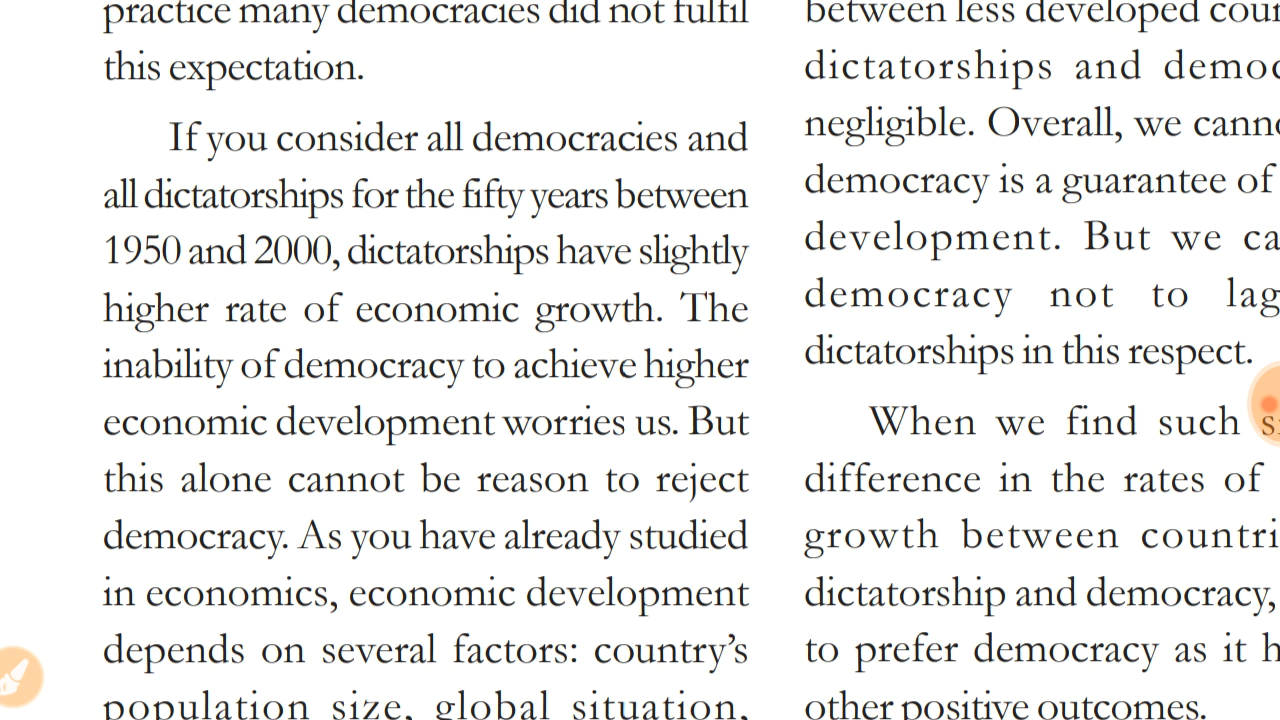 practice many democracies did not fulfil
this expectation.
If you consider all democracies and
all dictatorships for the fifty years between
1950 and 2000, dictatorships have slightly
higher rate of economic growth. The
inability of democracy to achieve higher
economic development worries us. But
this alone cannot be reason to reject
democracy. As you have already studied
in economics, economic development
depends on several factors: country’s
population size, global situation,
between less developed
dictatorships and
negligible. Overall, we
democracy is a guarantee of
development. But we
democracy not to lag
dictatorships in this respect.
When we find such
difference in the rates of
growth between
dictatorship and democracy,
to prefer democracy as it
other positive outcomes.